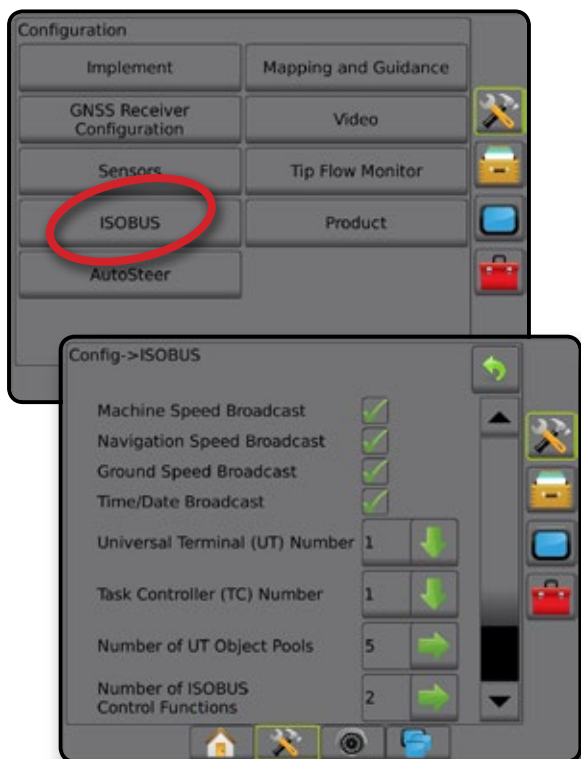 Configuration
Implement
Mapping and Guidance
GNSS Receiver
Configuration
Video
Sensors
Tip Flow Monitor
ISOBUS
Product
AutoSteer
Config->ISOBUS
Machine Speed Broadcast
Navigation Speed Broadcast
Ground Speed Broadcast
Time/Date Broadcast
Universal Terminal (UT) Number 1
Task Controller (TC) Number 1
Number of UT Object Pools 5
Number of ISOBUS
Control Functions 2